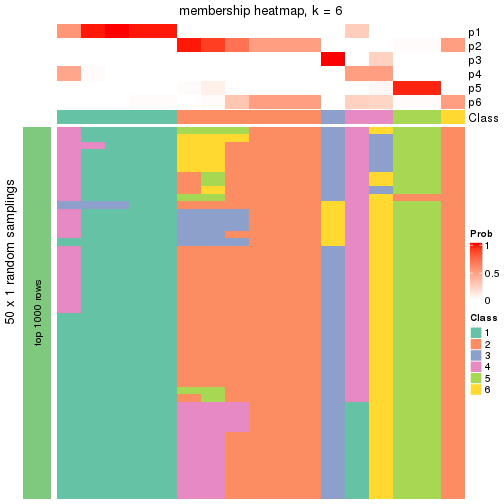 membership heatmap, k = 6
p1
p2
p3
p4
p5
p6
Class
50 x 1 random samplings
top 1000 rows
Prob
1
0.5
0
Class
1
2
3
4
5
6